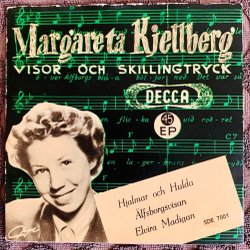 Margareta Kjellberg
VISOR OCH SKILLINGTRYCK
DECCA
45
EP
Hjalmar och Hulda
Älfsborgsvisan
Elvira Madigan
SDE 7001